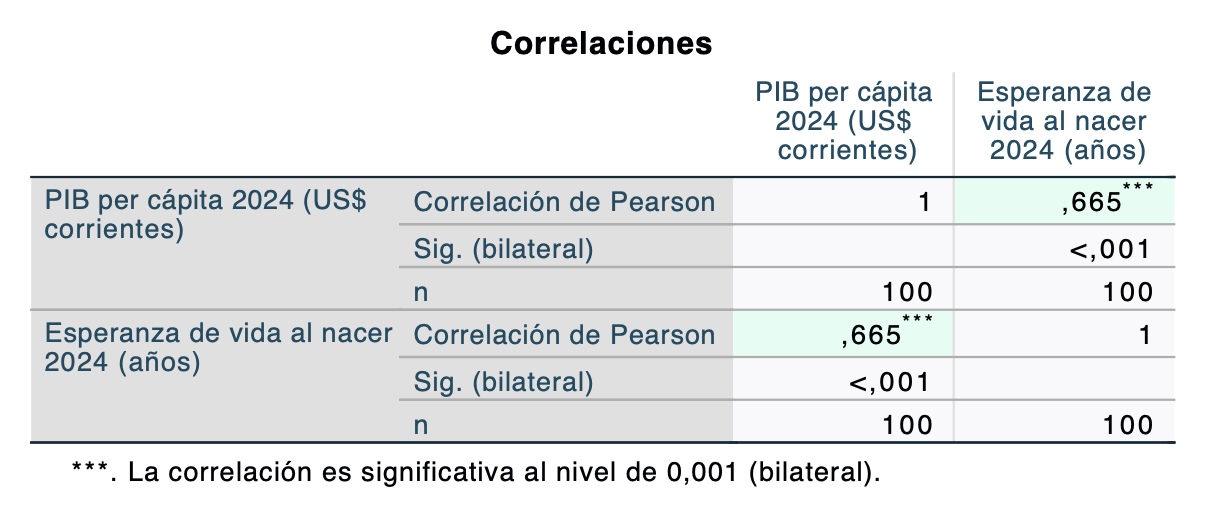 Correlaciones
PIB per cápita 2024 (US$ corrientes)
Esperanza de vida al nacer 2024 (años)
PIB per cápita 2024 (US$ corrientes)
Correlación de Pearson 1 ,665***
Sig. (bilateral) <,001
n 100 100
Esperanza de vida al nacer 2024 (años)
Correlación de Pearson ,665*** 1
Sig. (bilateral) <,001
n 100 100
***. La correlación es significativa al nivel de 0,001 (bilateral).